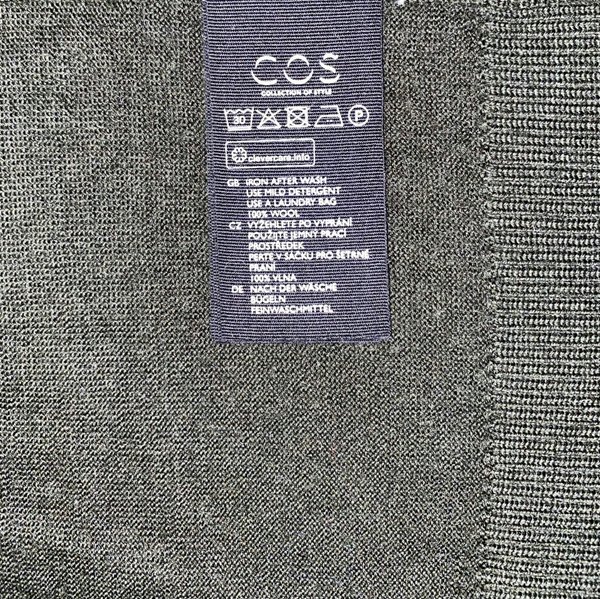 COS
COLLECTION OF STYLE
30
P
clevercare.info
GB IRON AFTER WASH
USE MILD DETERGENT
USE A LAUNDRY BAG
100% WOOL
CZ VYŽEHLETE PO VYPRÁNÍ
POUŽIJTE JEMNÝ PRACÍ
PROSTŘEDEK
PERTE V SÁČKU PRO ŠETRNÉ
PRANÍ
100% VLNA
DE NACH DER WÄSCHE
BÜGELN
FEINWASCHMITTEL